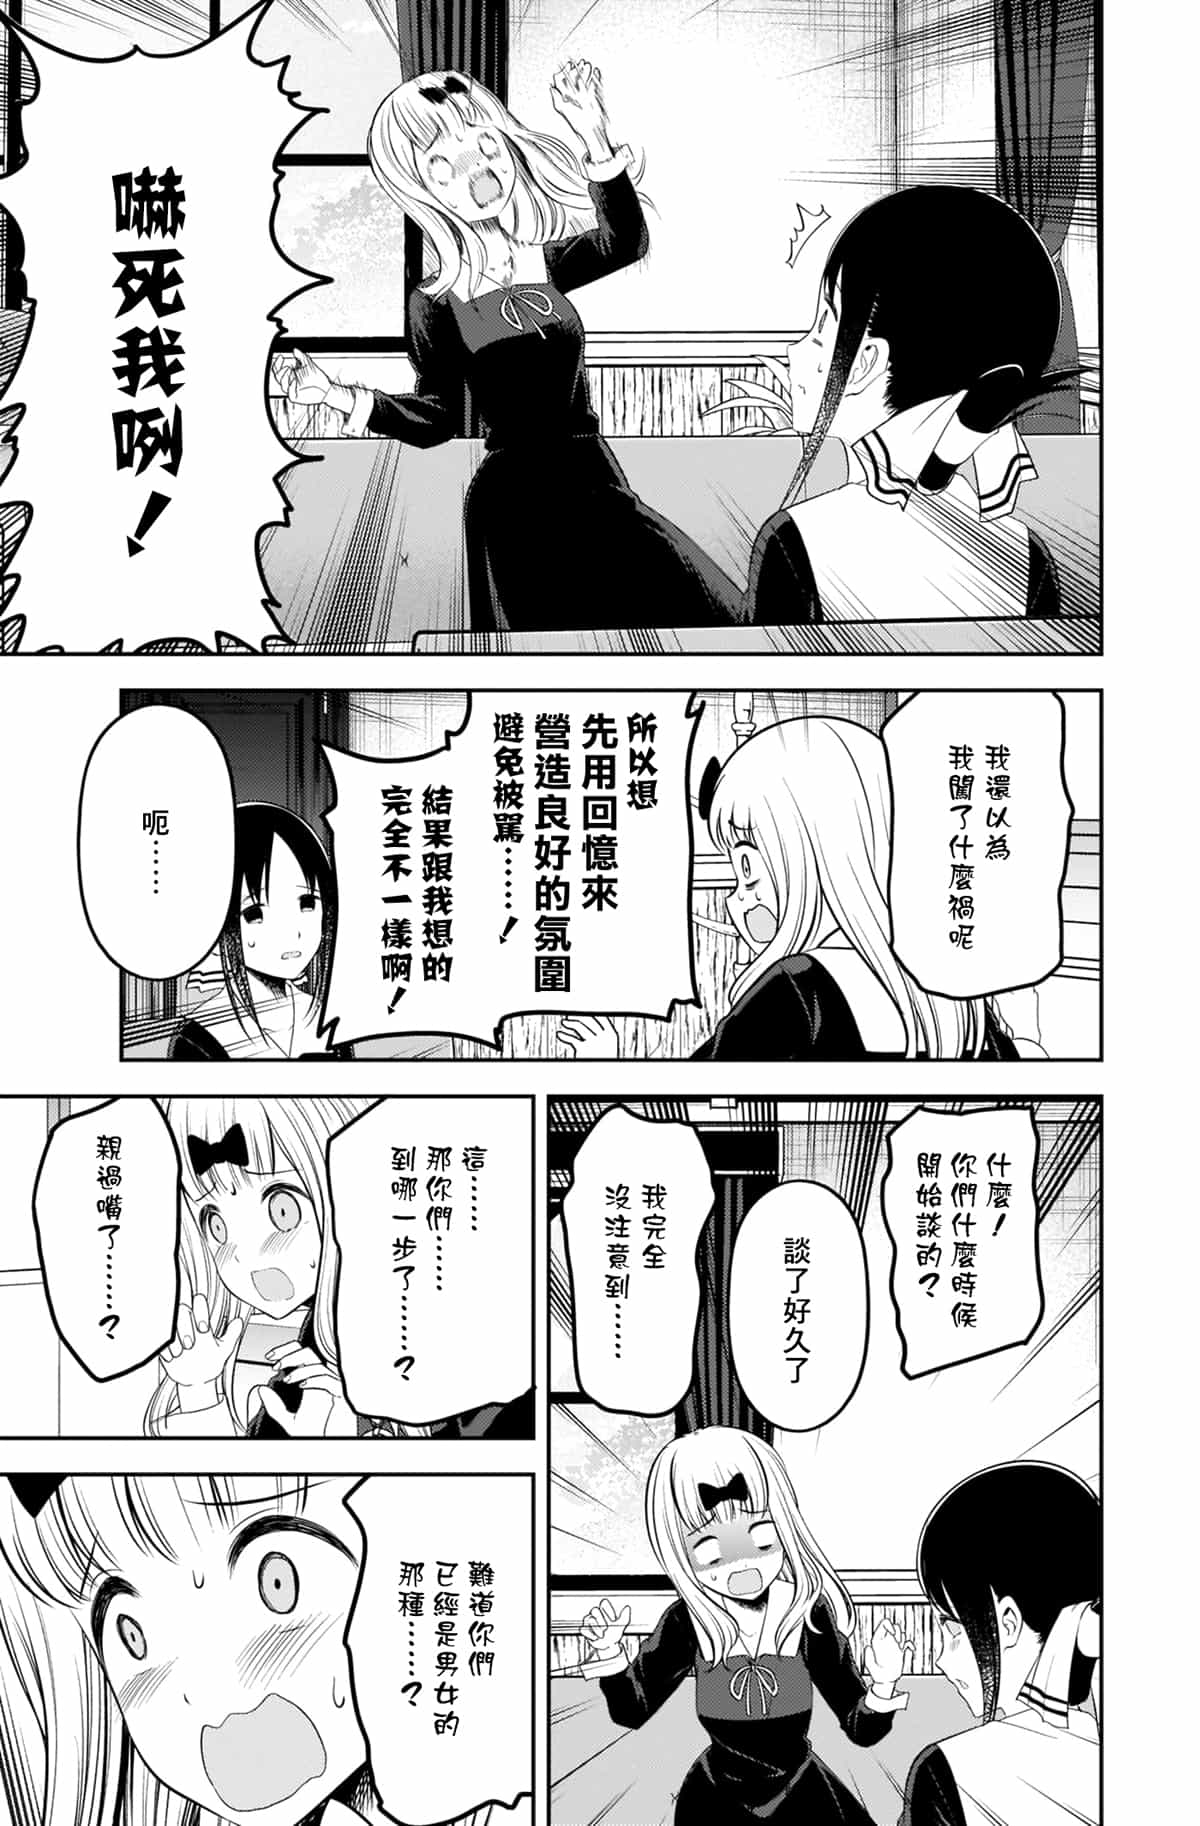 嚇死我咧！
我還以為
我闖了什麼禍呢
所以想
先用回憶來
營造良好的氛圍
避免被罵……！
結果跟我想的
完全不一樣啊！
呃……
什麼！
你們什麼時候
開始談的？
談了好久了
我完全
沒注意到……
這……
那你們……
到哪一步了……？
親過嘴了……？
難道你們
已經是男女的
那種……？